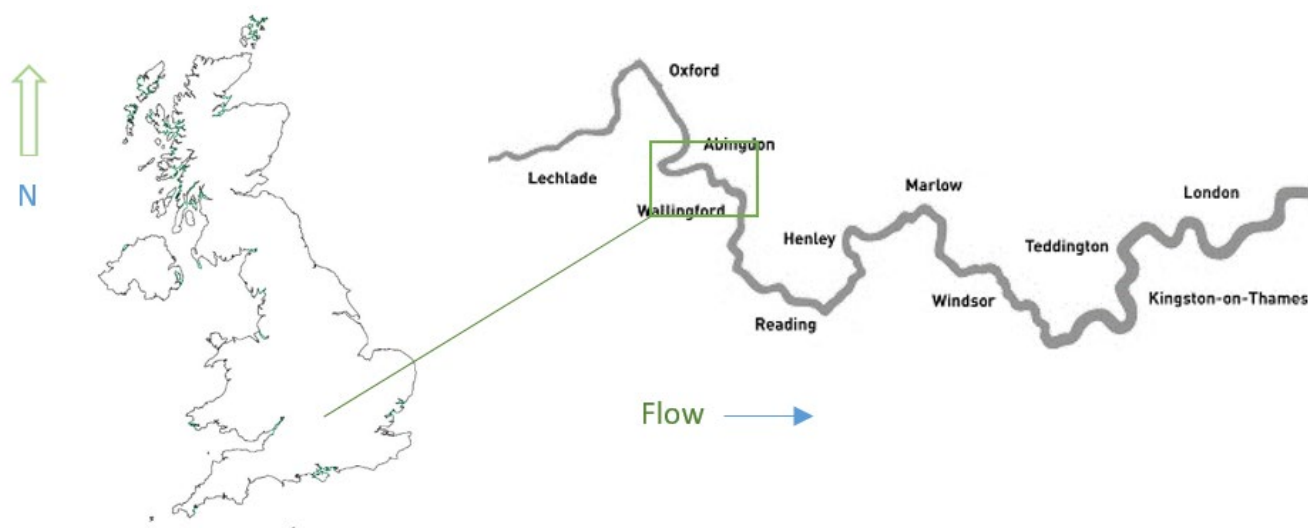 N
Oxford
Abingdon
Lechlade
Wallingford
Marlow
London
Henley
Teddington
Windsor
Kingston-on-Thames
Reading
Flow